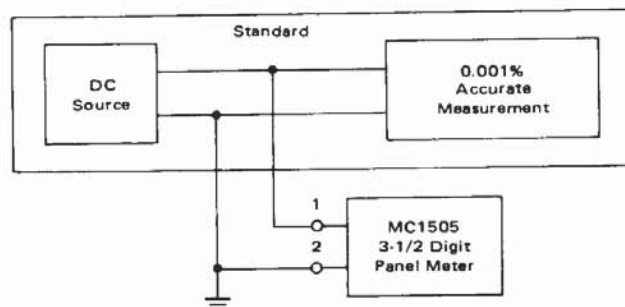 Standard
DC
Source
0.001%
Accurate
Measurement
1
2
MC1505
3-1/2 Digit
Panel Meter